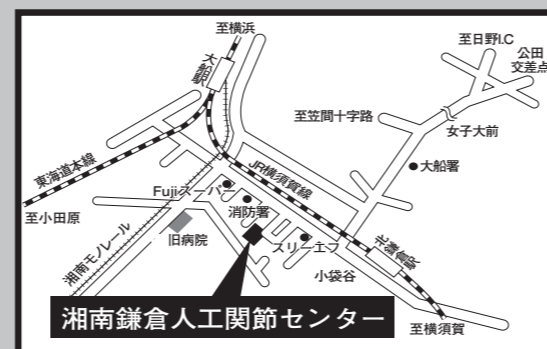 至横浜
至日野I.C
公田
交差点
大船駅
至笠間十字路
女子大前
大船署
東海道本線
JR横須賀線
Fujiスーパー
消防署
至小田原
旧病院
スリーエフ
北鎌倉駅
湘南モノレール
小袋谷
湘南鎌倉人工関節センター
至横須賀